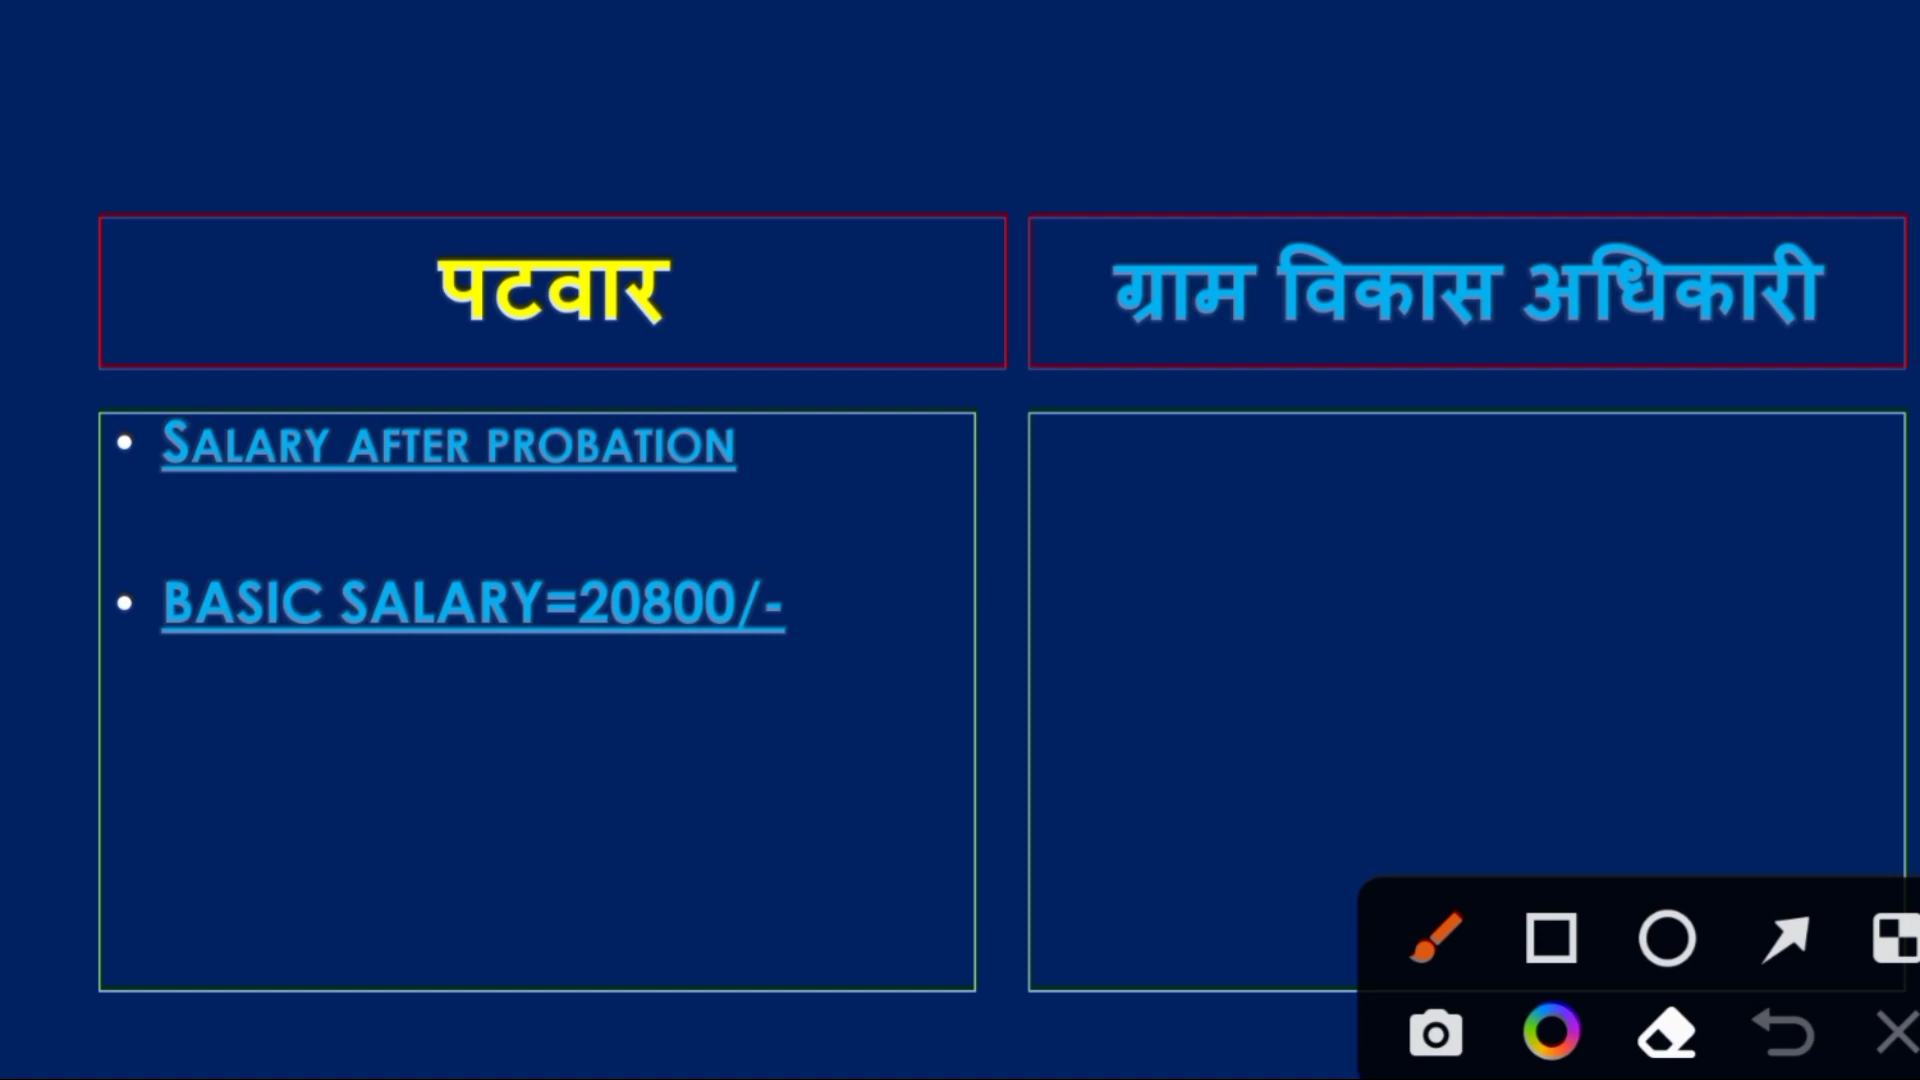 पटवार
ग्राम विकास अधिकारी
• SALARY AFTER PROBATION
• BASIC SALARY=20800/-